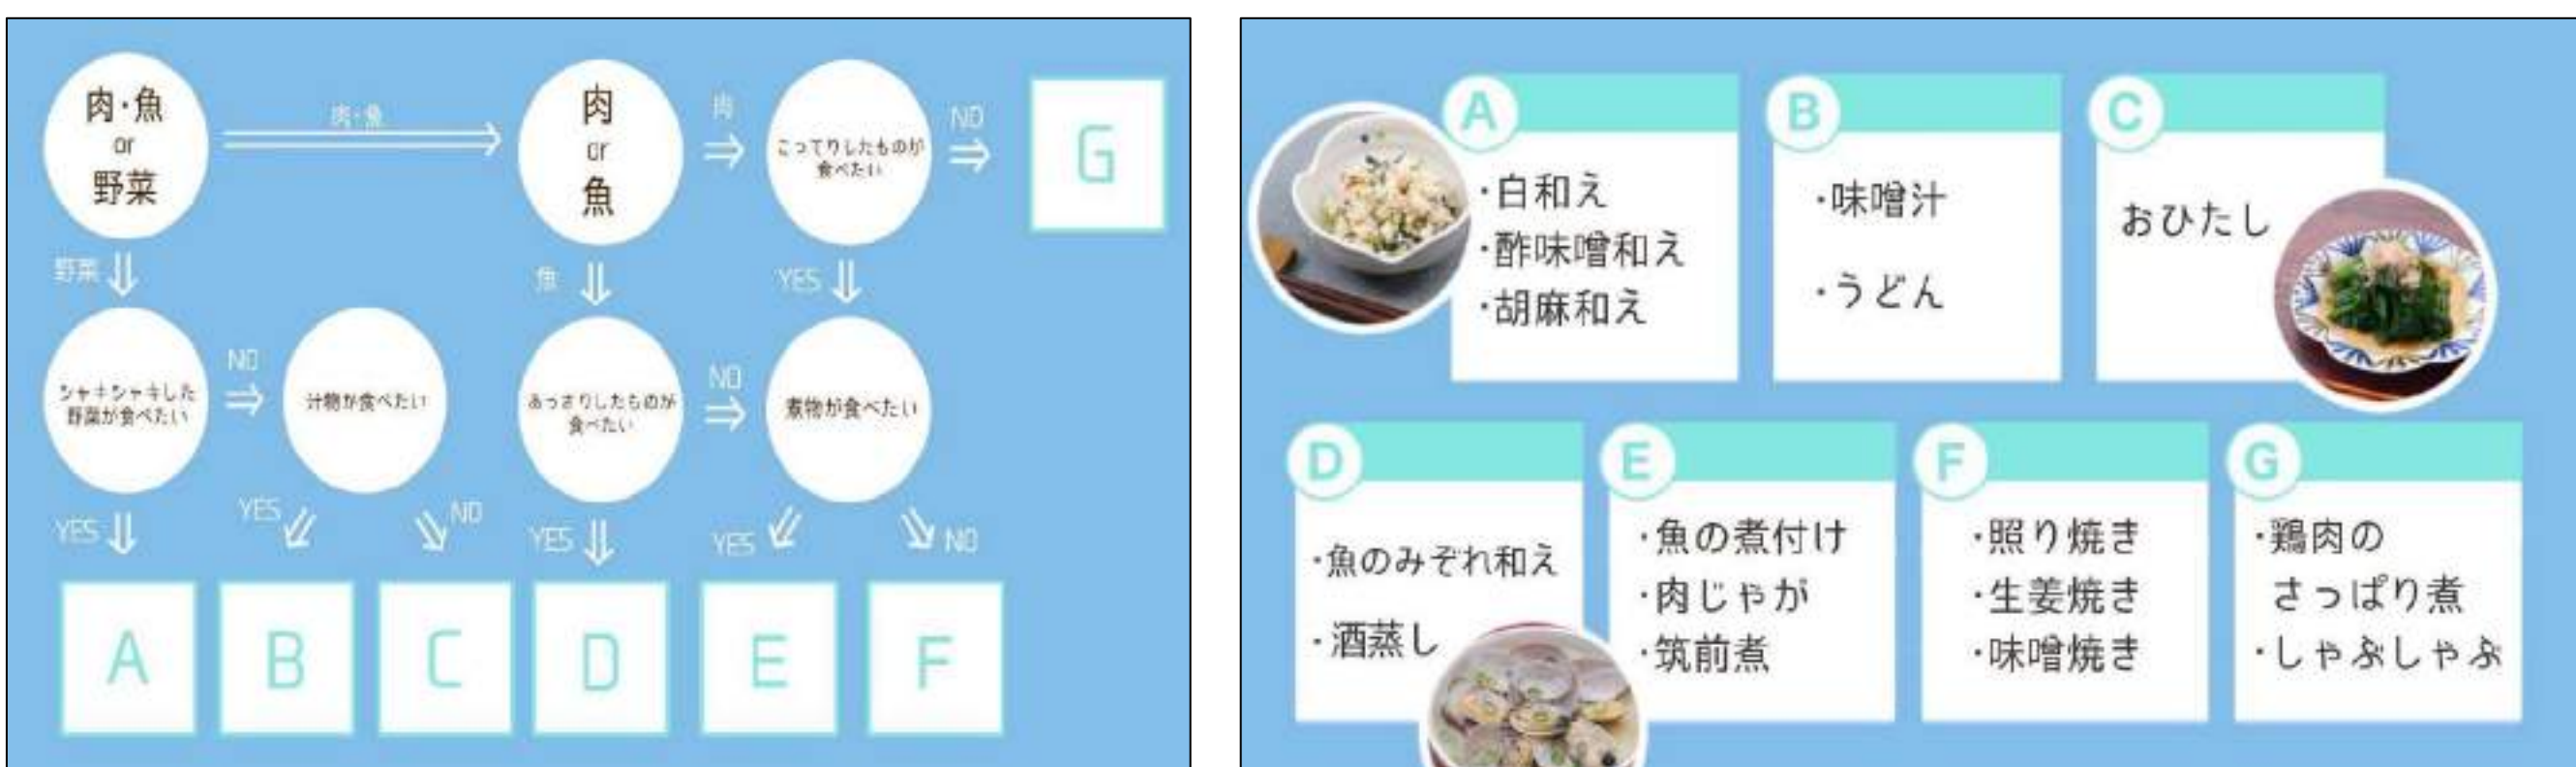 肉・魚
or
野菜
肉・魚
肉
or
魚
肉
こってりしたものが
食べたい
NO
G
野菜
魚
YES
シャキシャキした
野菜が食べたい
NO
汁物が食べたい
あっさりしたものが
食べたい
NO
煮物が食べたい
YES
YES
NO
YES
YES
NO
A
B
C
D
E
F
A
・白和え
・酢味噌和え
・胡麻和え
B
・味噌汁
・うどん
C
おひたし
D
・魚のみぞれ和え
・酒蒸し
E
・魚の煮付け
・肉じゃが
・筑前煮
F
・照り焼き
・生姜焼き
・味噌焼き
G
・鶏肉の
さっぱり煮
・しゃぶしゃぶ